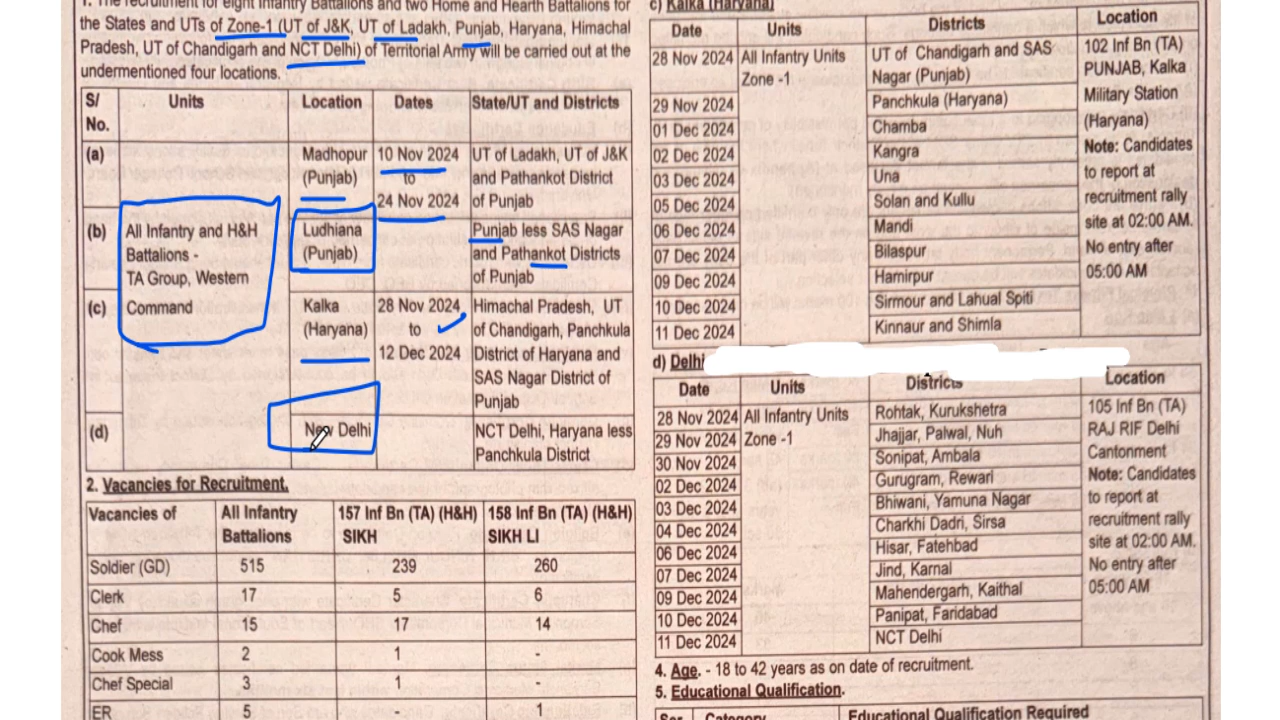 1. The recruitment for eight Infantry Battalions and two Home and Hearth Battalions for
the States and UTs of Zone-1 (UT of J&K, UT of Ladakh, Punjab, Haryana, Himachal
Pradesh, UT of Chandigarh and NCT Delhi) of Territorial Army will be carried out at the
undermentioned four locations.
S/ No. Units Location Dates State/UT and Districts
(a) Madhopur (Punjab) 10 Nov 2024 to 24 Nov 2024 UT of Ladakh, UT of J&K and Pathankot District of Punjab
(b) All Infantry and H&H Battalions - TA Group, Western Command Ludhiana (Punjab) Punjab less SAS Nagar and Pathankot Districts of Punjab
(c) Kalka (Haryana) 28 Nov 2024 to 12 Dec 2024 Himachal Pradesh, UT of Chandigarh, Panchkula District of Haryana and SAS Nagar District of Punjab
(d) New Delhi NCT Delhi, Haryana less Panchkula District
2. Vacancies for Recruitment.
Vacancies of All Infantry Battalions 157 Inf Bn (TA) (H&H) SIKH 158 Inf Bn (TA) (H&H) SIKH LI
Soldier (GD) 515 239 260
Clerk 17 5 6
Chef 15 17 14
Cook Mess 2 1 -
Chef Special 3 1 -
ER 5 - 1
c) Kalka (Haryana)
Date Units Districts Location
28 Nov 2024 All Infantry Units Zone -1 UT of Chandigarh and SAS Nagar (Punjab)
29 Nov 2024 Panchkula (Haryana)
01 Dec 2024 Chamba
02 Dec 2024 Kangra
03 Dec 2024 Una
05 Dec 2024 Solan and Kullu
06 Dec 2024 Mandi
07 Dec 2024 Bilaspur
09 Dec 2024 Hamirpur
10 Dec 2024 Sirmour and Lahual Spiti
11 Dec 2024 Kinnaur and Shimla
102 Inf Bn (TA)
PUNJAB, Kalka
Military Station
(Haryana)
Note: Candidates
to report at
recruitment rally
site at 02:00 AM.
No entry after
05:00 AM
d) Delhi
Date Units Districts Location
28 Nov 2024 All Infantry Units Zone -1 Rohtak, Kurukshetra
29 Nov 2024 Jhajjar, Palwal, Nuh
30 Nov 2024 Sonipat, Ambala
02 Dec 2024 Gurugram, Rewari
03 Dec 2024 Bhiwani, Yamuna Nagar
04 Dec 2024 Charkhi Dadri, Sirsa
06 Dec 2024 Hisar, Fatehbad
07 Dec 2024 Jind, Karnal
09 Dec 2024 Mahendergarh, Kaithal
10 Dec 2024 Panipat, Faridabad
11 Dec 2024 NCT Delhi
105 Inf Bn (TA)
RAJ RIF Delhi
Cantonment
Note: Candidates
to report at
recruitment rally
site at 02:00 AM.
No entry after
05:00 AM
4. Age. - 18 to 42 years as on date of recruitment.
5. Educational Qualification.
Ser Category Educational Qualification Required